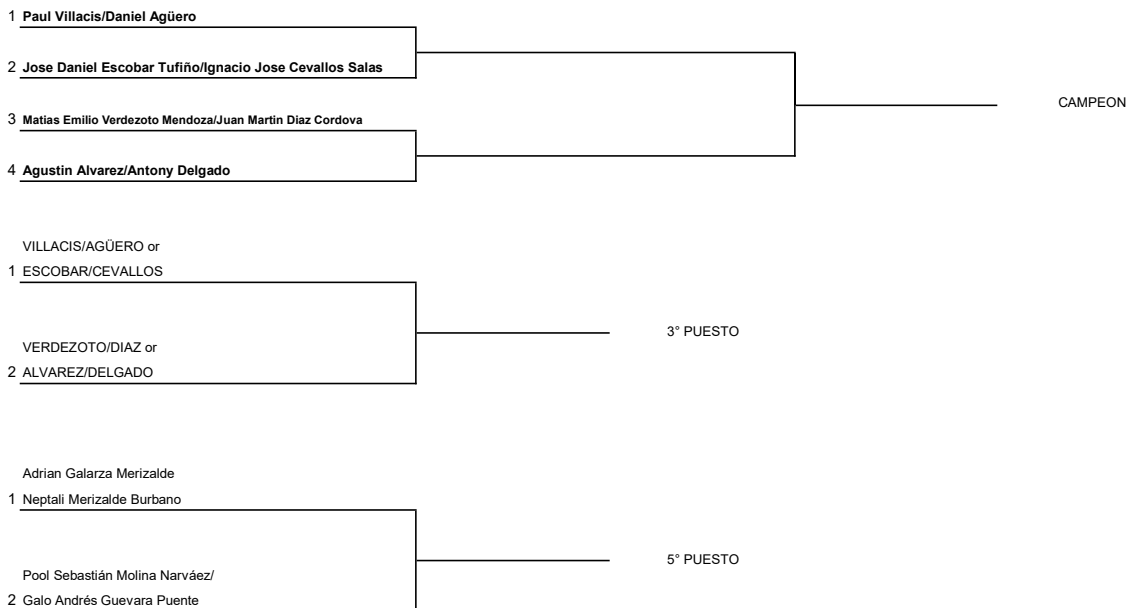 1 Paul Villacis/Daniel Agüero
2 Jose Daniel Escobar Tufiño/Ignacio Jose Cevallos Salas
CAMPEON
3 Matias Emilio Verdezoto Mendoza/Juan Martin Diaz Cordova
4 Agustin Alvarez/Antony Delgado
VILLACIS/AGÜERO or
1 ESCOBAR/CEVALLOS
3° PUESTO
VERDEZOTO/DIAZ or
2 ALVAREZ/DELGADO
Adrian Galarza Merizalde
1 Neptali Merizalde Burbano
5° PUESTO
Pool Sebastián Molina Narváez/
2 Galo Andrés Guevara Puente